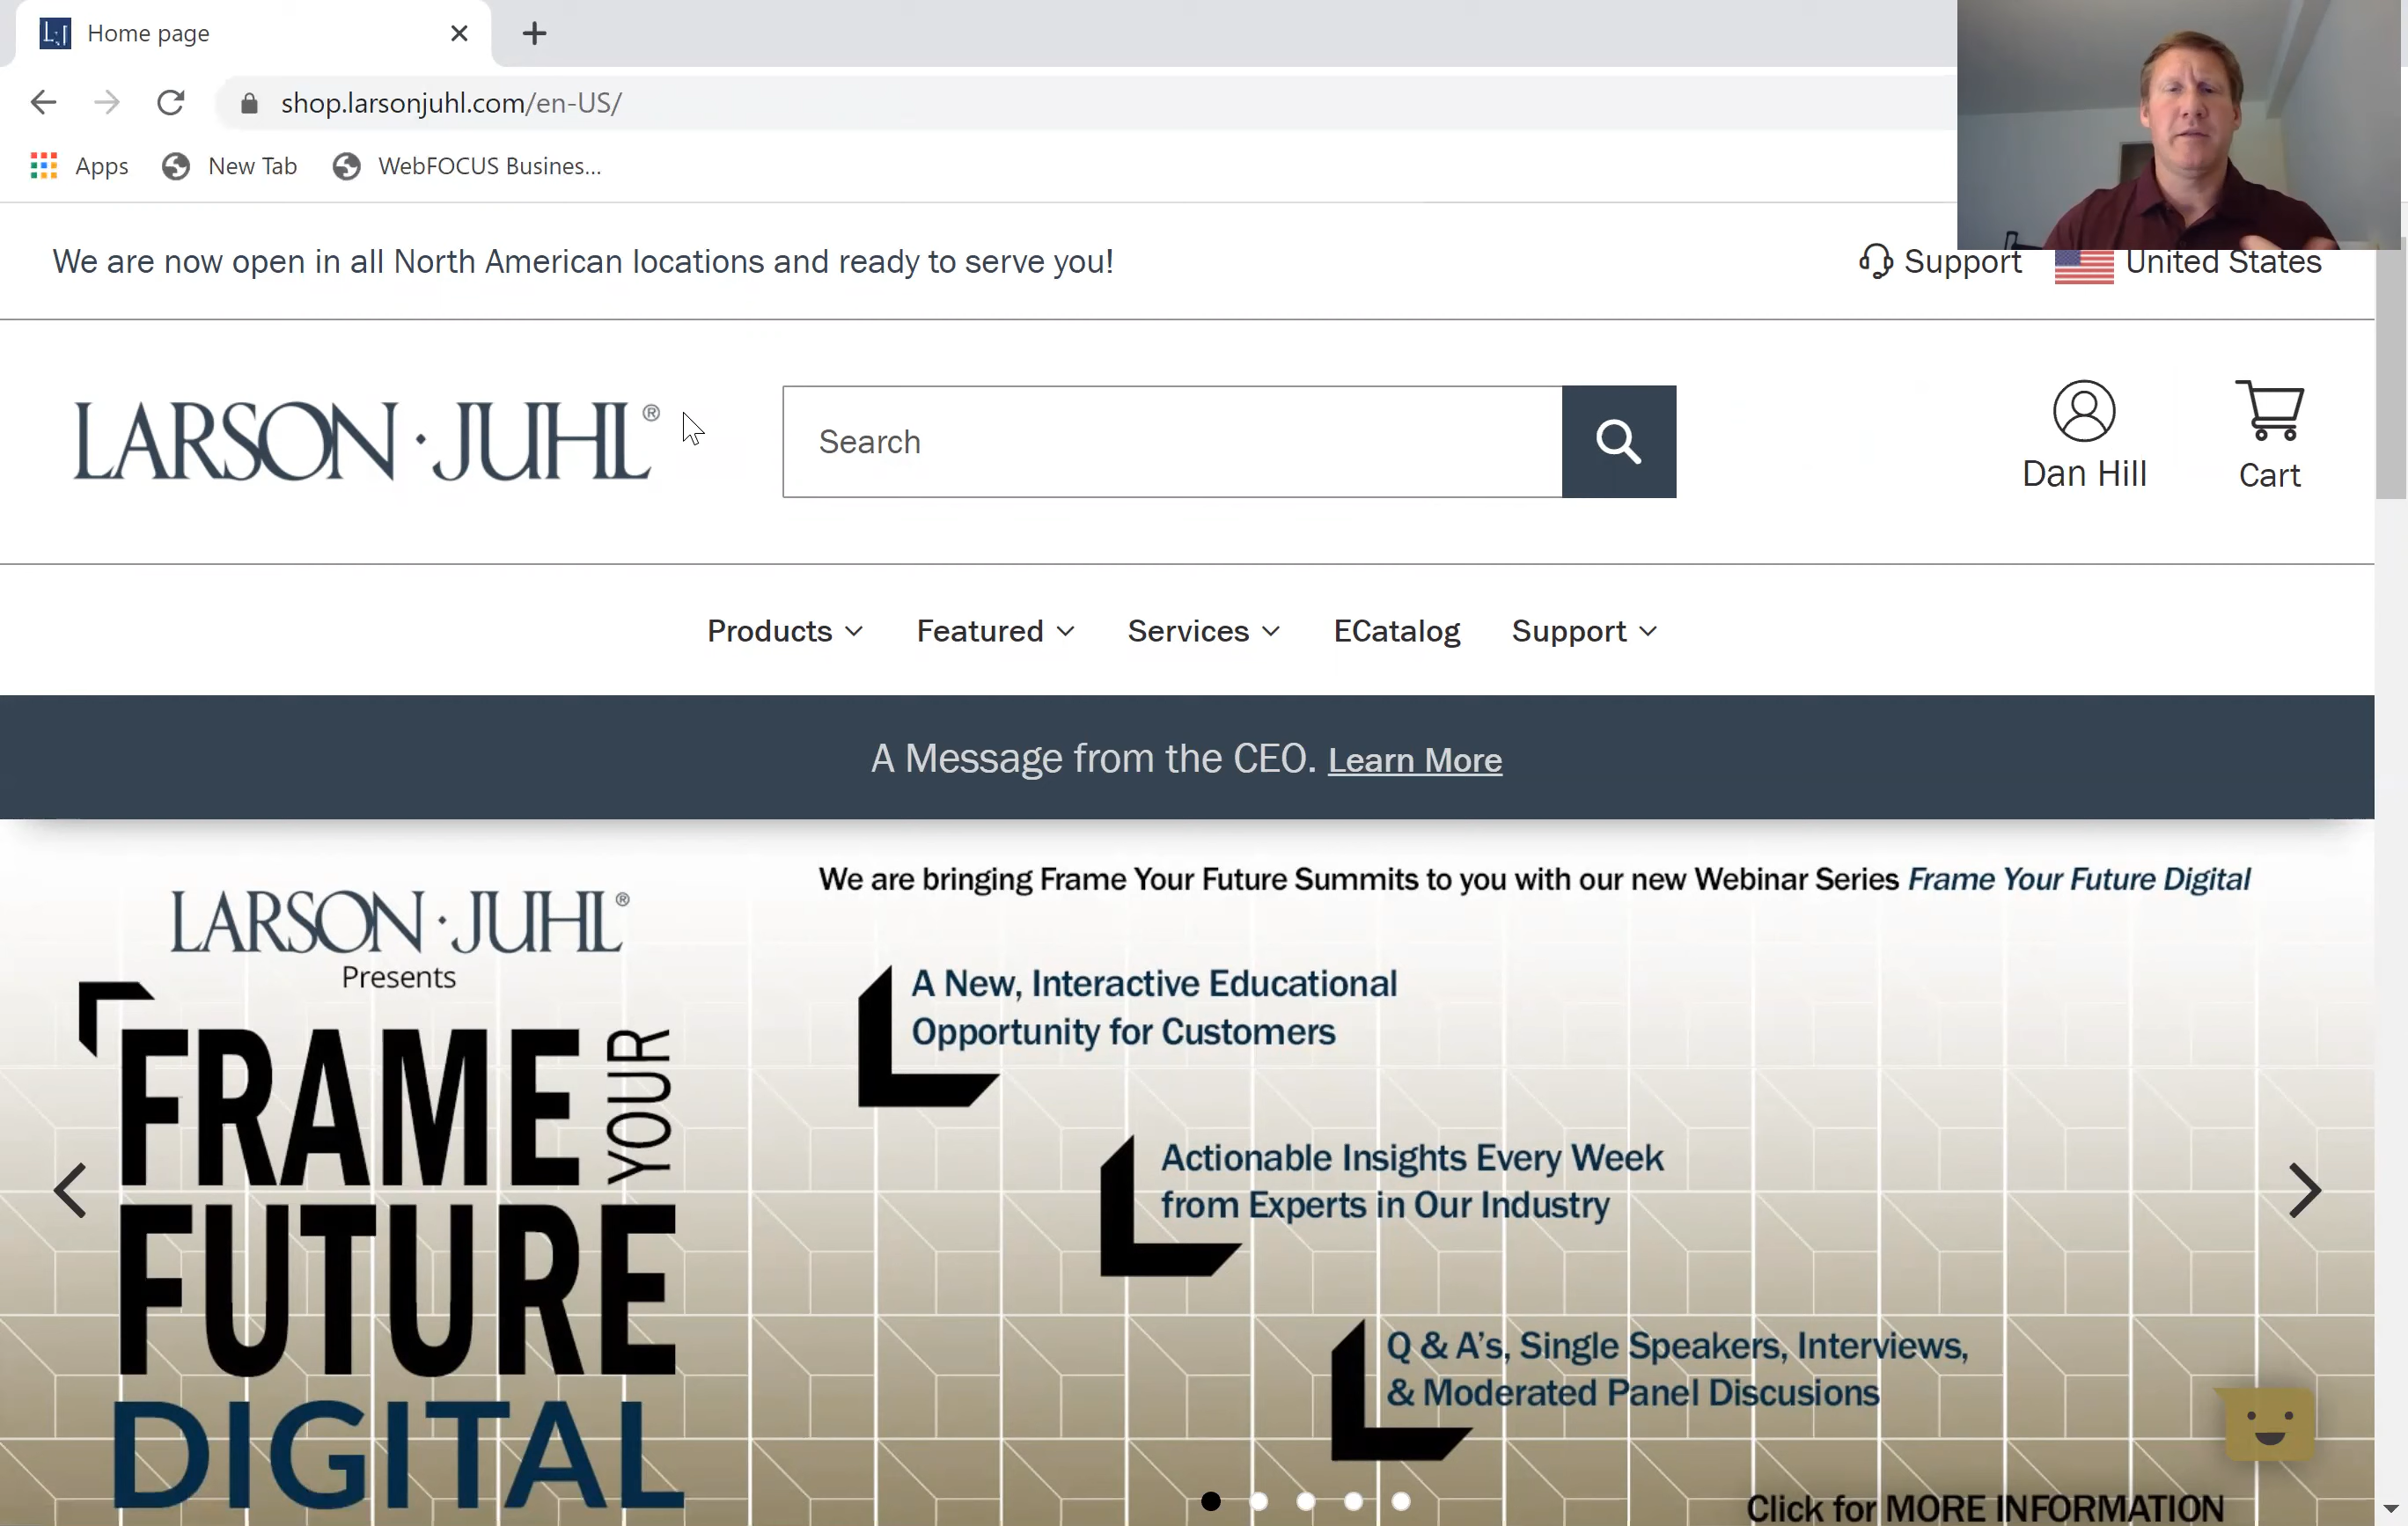 Home page
shop.larsonjuhl.com/en-US/
Apps New Tab WebFOCUS Busines...
We are now open in all North American locations and ready to serve you!
Support United States
LARSON·JUHL®
Search
Dan Hill
Cart
Products Featured Services ECatalog Support
A Message from the CEO. Learn More
We are bringing Frame Your Future Summits to you with our new Webinar Series Frame Your Future Digital
LARSON·JUHL®
Presents
FRAME YOUR
FUTURE
DIGITAL
A New, Interactive Educational
Opportunity for Customers
Actionable Insights Every Week
from Experts in Our Industry
Q & A's, Single Speakers, Interviews,
& Moderated Panel Discusions
Click for MORE INFORMATION